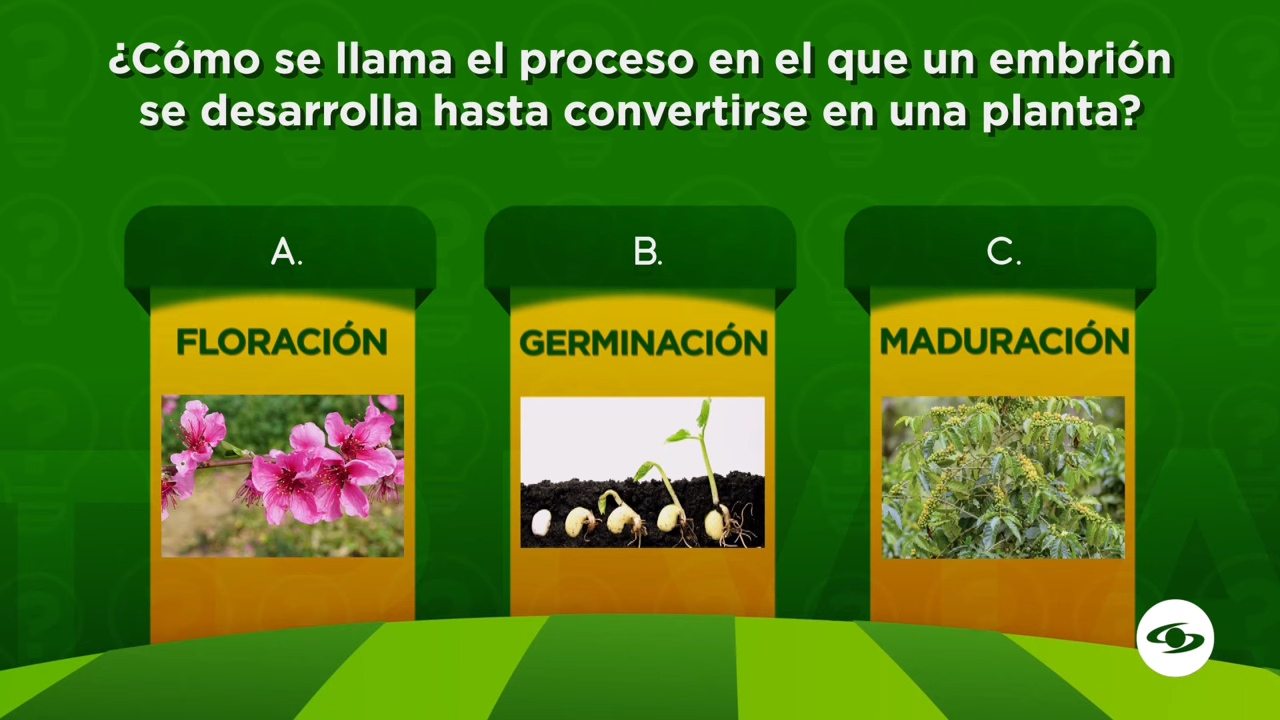 ¿Cómo se llama el proceso en el que un embrión
se desarrolla hasta convertirse en una planta?
A.
B.
C.
FLORACIÓN
GERMINACIÓN
MADURACIÓN